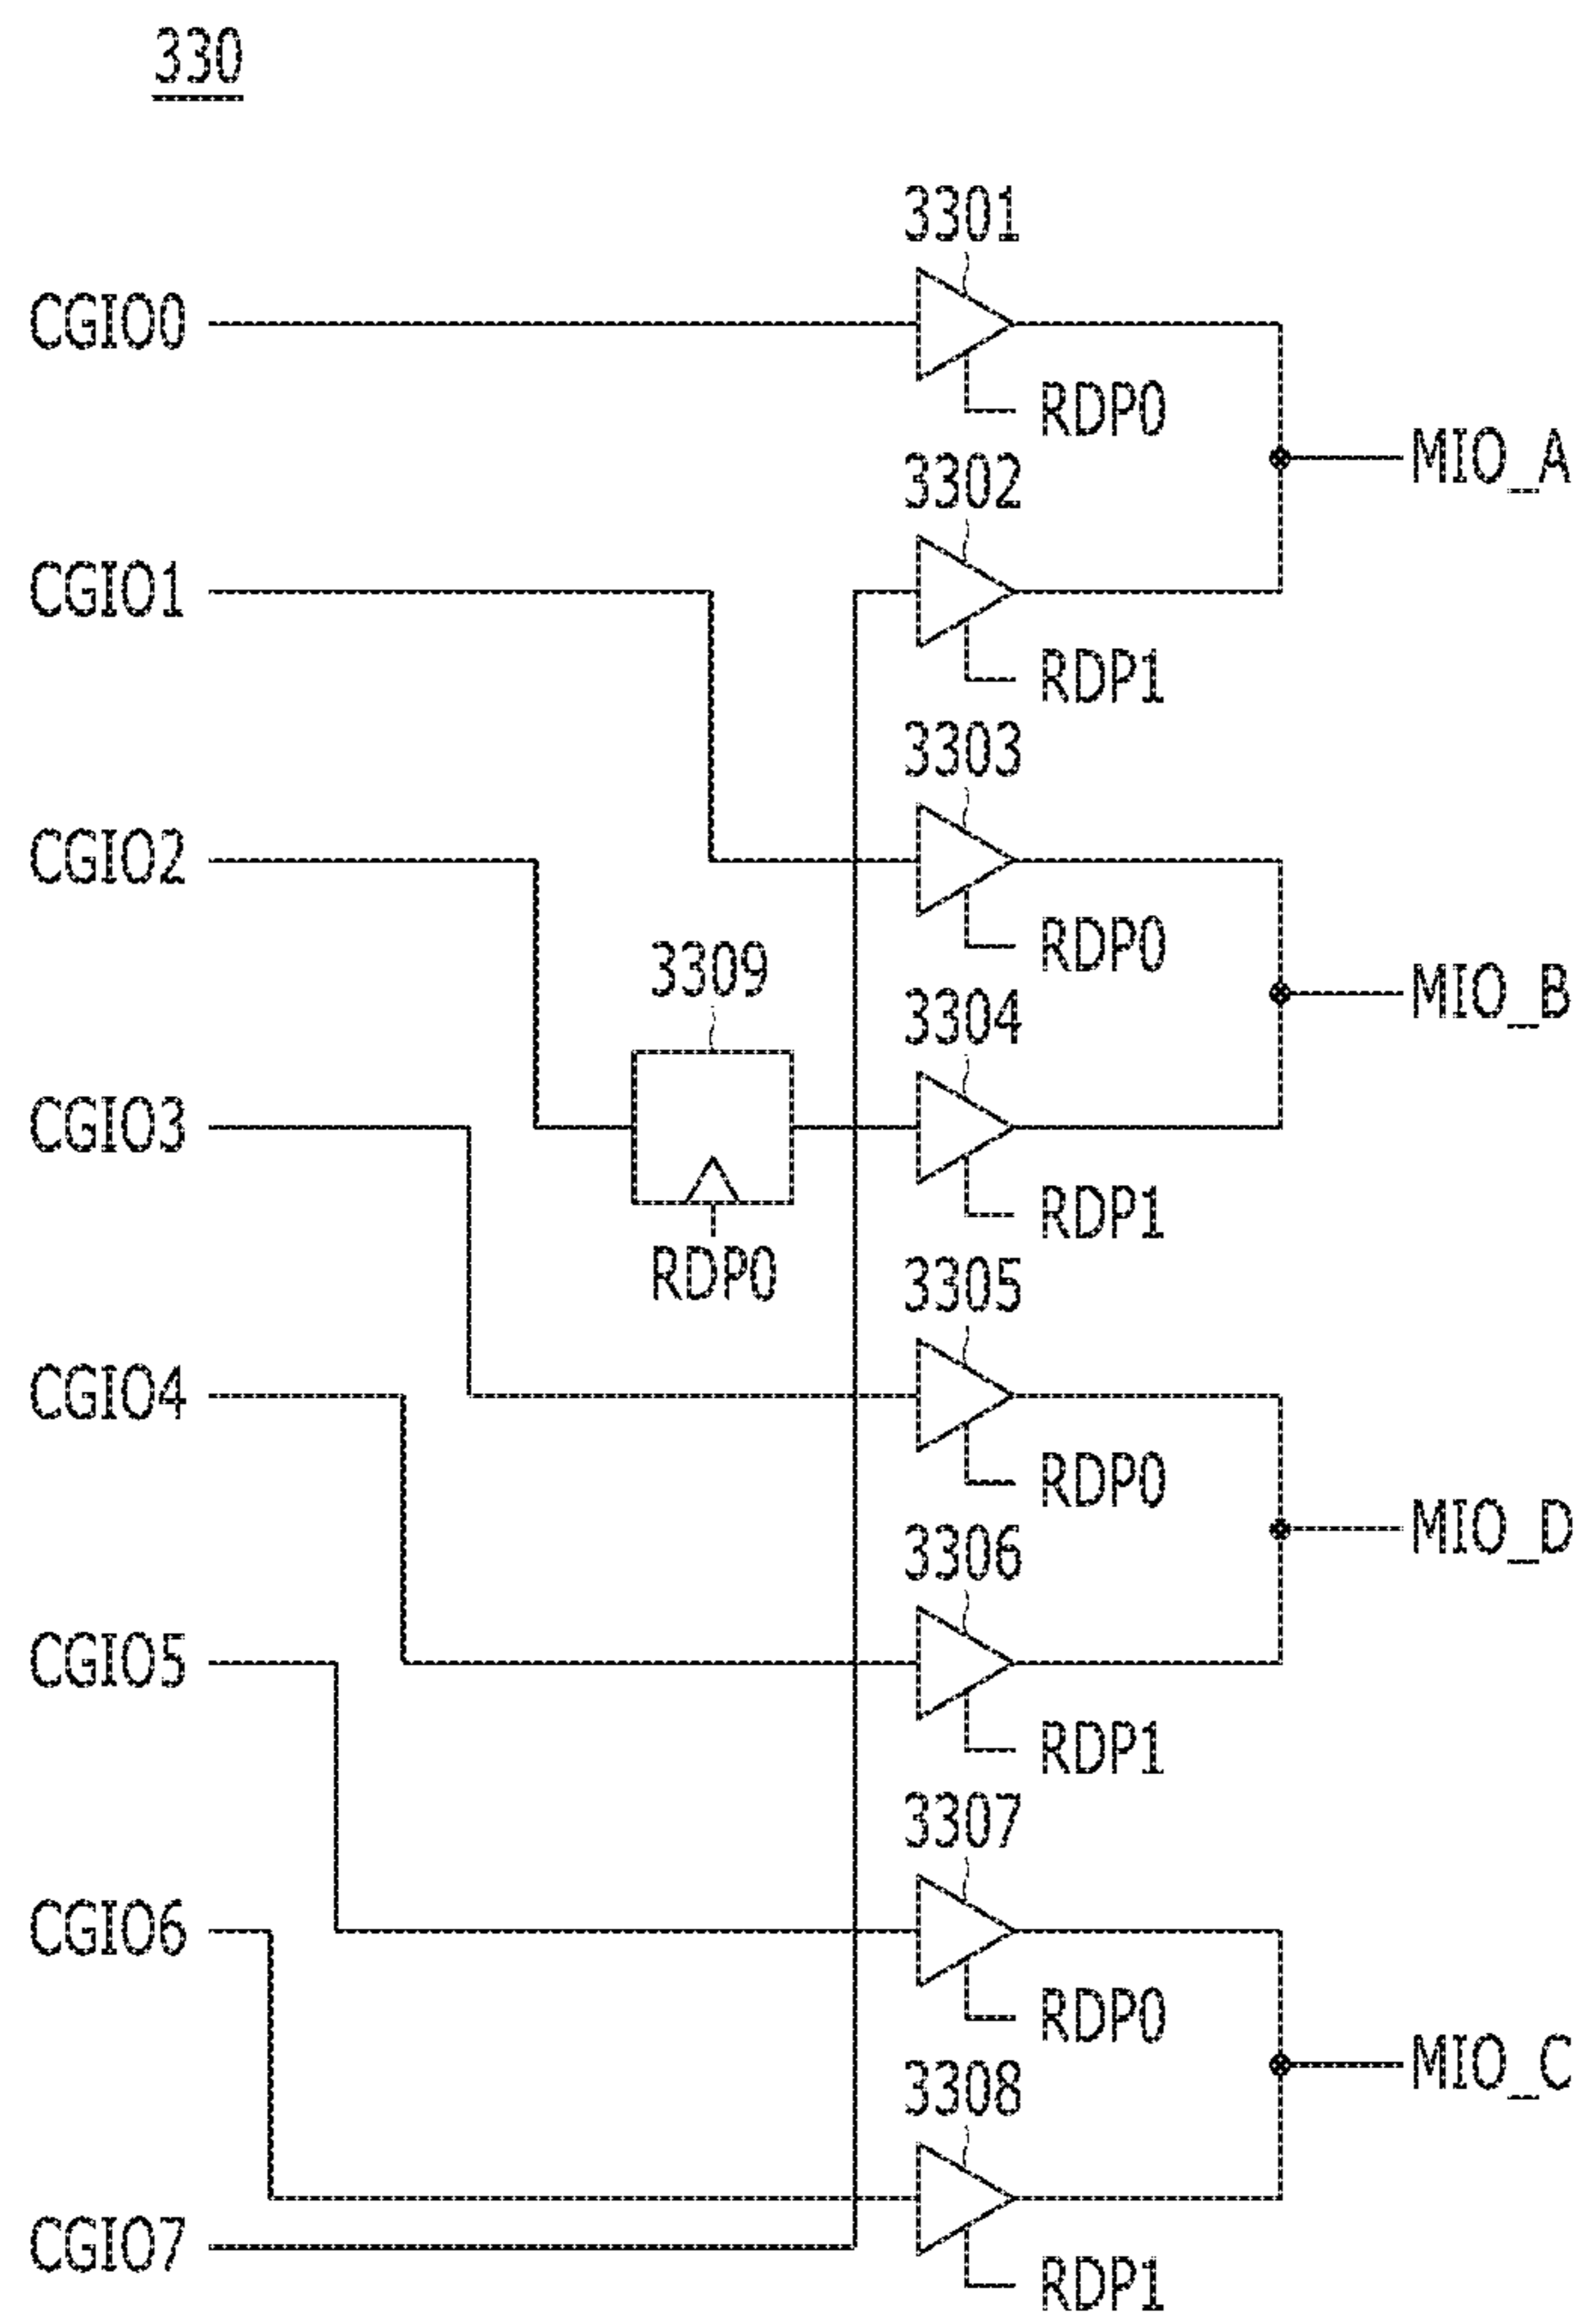 330
3301
CGIO0
RDP0
MIO_A
3302
CGIO1
RDP1
3303
CGIO2
RDP0
3309
MIO_B
3304
CGIO3
RDP1
RDP0
3305
CGIO4
RDP0
MIO_D
3306
CGIO5
RDP1
3307
CGIO6
RDP0
MIO_C
3308
CGIO7
RDP1